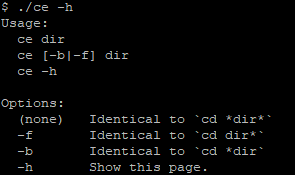 $ ./ce -h
Usage:
  ce dir
  ce [-b|-f] dir
  ce -h

Options:
  (none)   Identical to `cd *dir*`
  -f       Identical to `cd dir*`
  -b       Identical to `cd *dir`
  -h       Show this page.